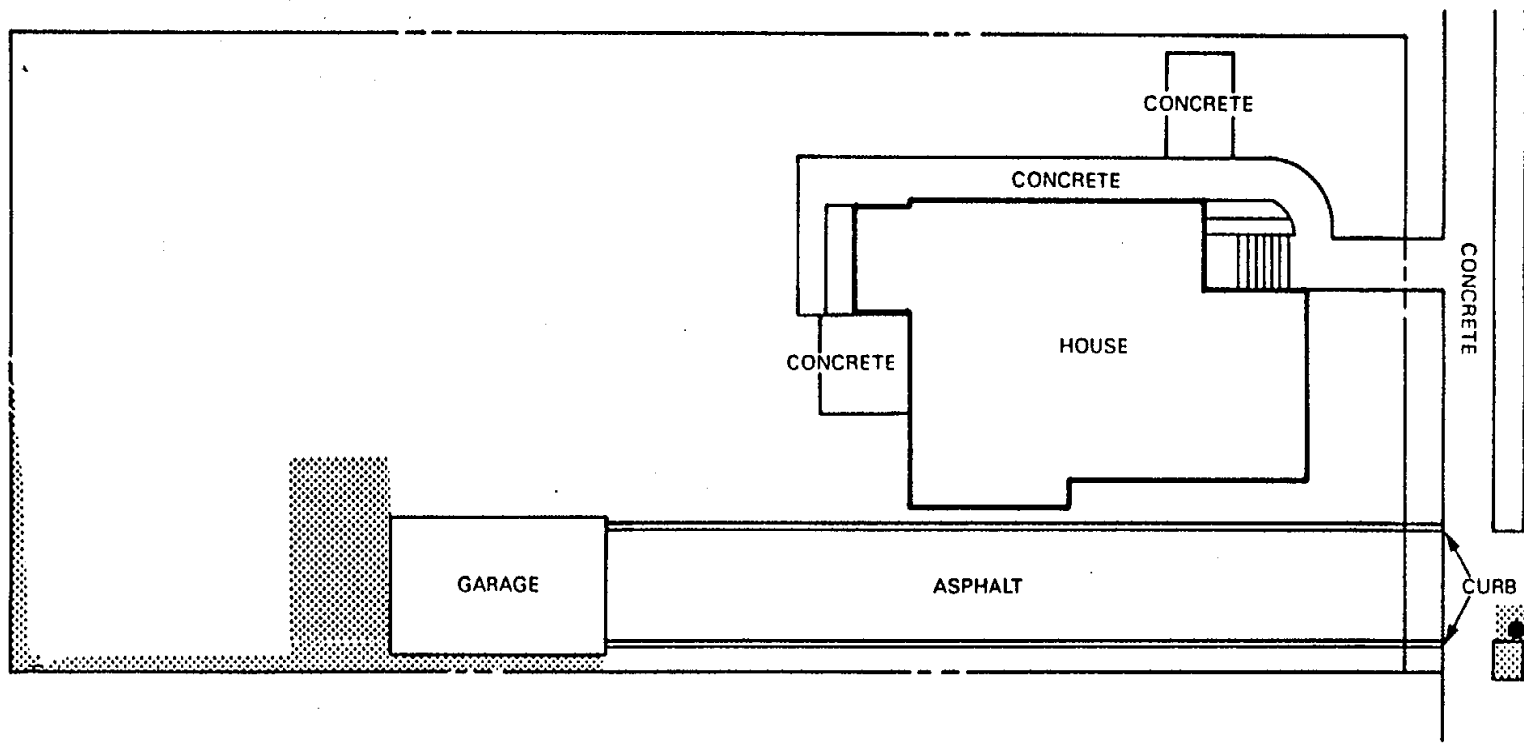 CONCRETE
CONCRETE
CONCRETE
HOUSE
CONCRETE
GARAGE
ASPHALT
CURB